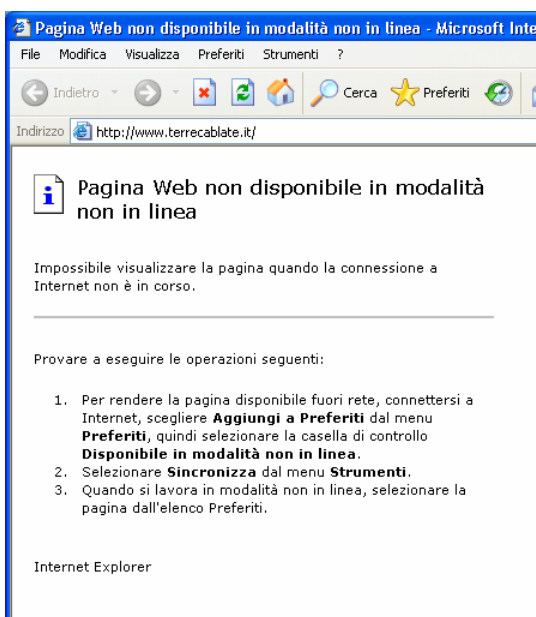 Pagina Web non disponibile in modalità non in linea - Microsoft Inte
File Modifica Visualizza Preferiti Strumenti ?
Indietro Cerca Preferiti
Indirizzo http://www.terrecablate.it/
Pagina Web non disponibile in modalità
non in linea
Impossibile visualizzare la pagina quando la connessione a
Internet non è in corso.
Provare a eseguire le operazioni seguenti:
1. Per rendere la pagina disponibile fuori rete, connettersi a
Internet, scegliere Aggiungi a Preferiti dal menu
Preferiti, quindi selezionare la casella di controllo
Disponibile in modalità non in linea.
2. Selezionare Sincronizza dal menu Strumenti.
3. Quando si lavora in modalità non in linea, selezionare la
pagina dall'elenco Preferiti.
Internet Explorer